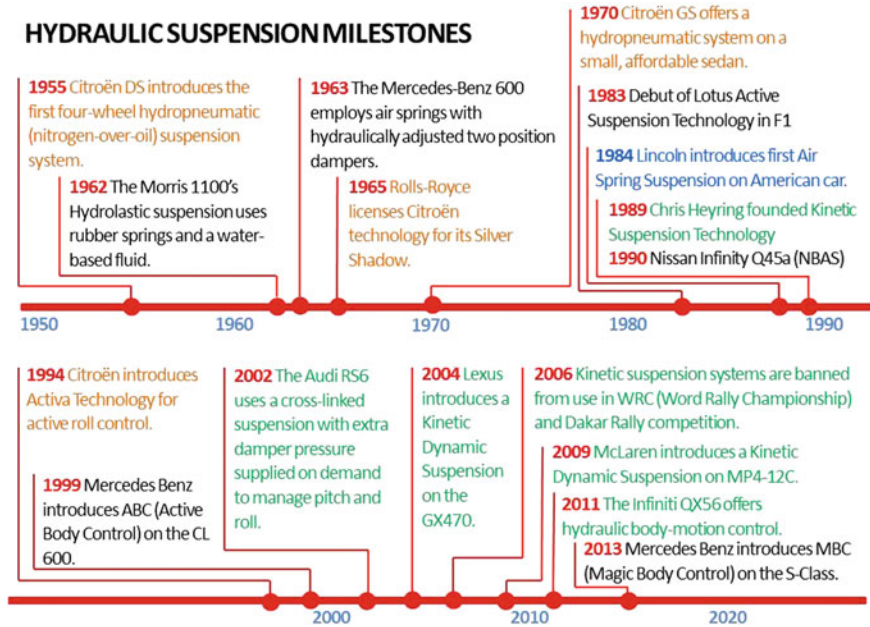 HYDRAULIC SUSPENSION MILESTONES
1955 Citroën DS introduces the
first four-wheel hydropneumatic
(nitrogen-over-oil) suspension
system.
1962 The Morris 1100's
Hydrolastic suspension uses
rubber springs and a water-
based fluid.
1963 The Mercedes-Benz 600
employs air springs with
hydraulically adjusted two position
dampers.
1965 Rolls-Royce
licenses Citroën
technology for its Silver
Shadow.
1970 Citroën GS offers a
hydropneumatic system on a
small, affordable sedan.
1983 Debut of Lotus Active
Suspension Technology in F1
1984 Lincoln introduces first Air
Spring Suspension on American car.
1989 Chris Heyring founded Kinetic
Suspension Technology
1990 Nissan Infinity Q45a (NBAS)
1950 1960 1970 1980 1990
1994 Citroën introduces
Activa Technology for
active roll control.
1999 Mercedes Benz
introduces ABC (Active
Body Control) on the CL
600.
2002 The Audi RS6
uses a cross-linked
suspension with extra
damper pressure
supplied on demand
to manage pitch and
roll.
2004 Lexus
introduces a
Kinetic
Dynamic
Suspension
on the
GX470.
2006 Kinetic suspension systems are banned
from use in WRC (Word Rally Championship)
and Dakar Rally competition.
2009 McLaren introduces a Kinetic
Dynamic Suspension on MP4-12C.
2011 The Infiniti QX56 offers
hydraulic body-motion control.
2013 Mercedes Benz introduces MBC
(Magic Body Control) on the S-Class.
2000 2010 2020